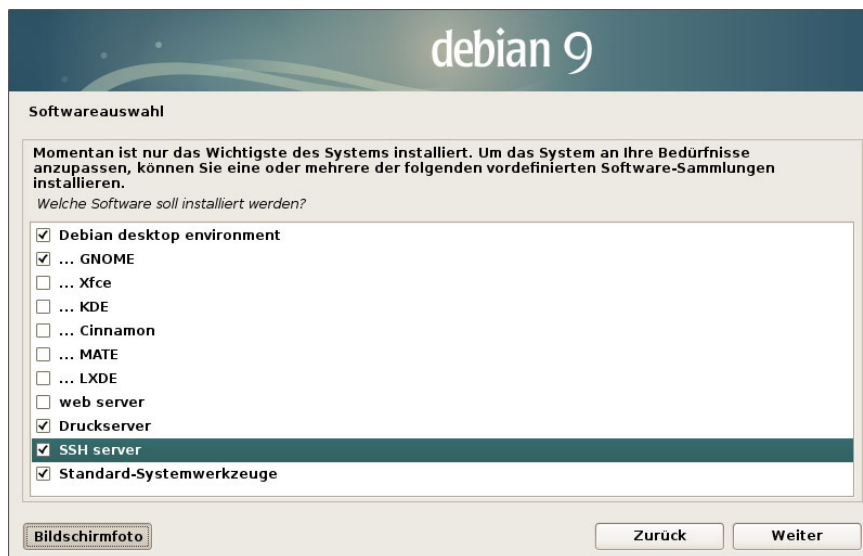 debian 9
Softwareauswahl
Momentan ist nur das Wichtigste des Systems installiert. Um das System an Ihre Bedürfnisse
anzupassen, können Sie eine oder mehrere der folgenden vordefinierten Software-Sammlungen
installieren.
Welche Software soll installiert werden?
Debian desktop environment
... GNOME
... Xfce
... KDE
... Cinnamon
... MATE
... LXDE
web server
Druckserver
SSH server
Standard-Systemwerkzeuge
Bildschirmfoto Zurück Weiter